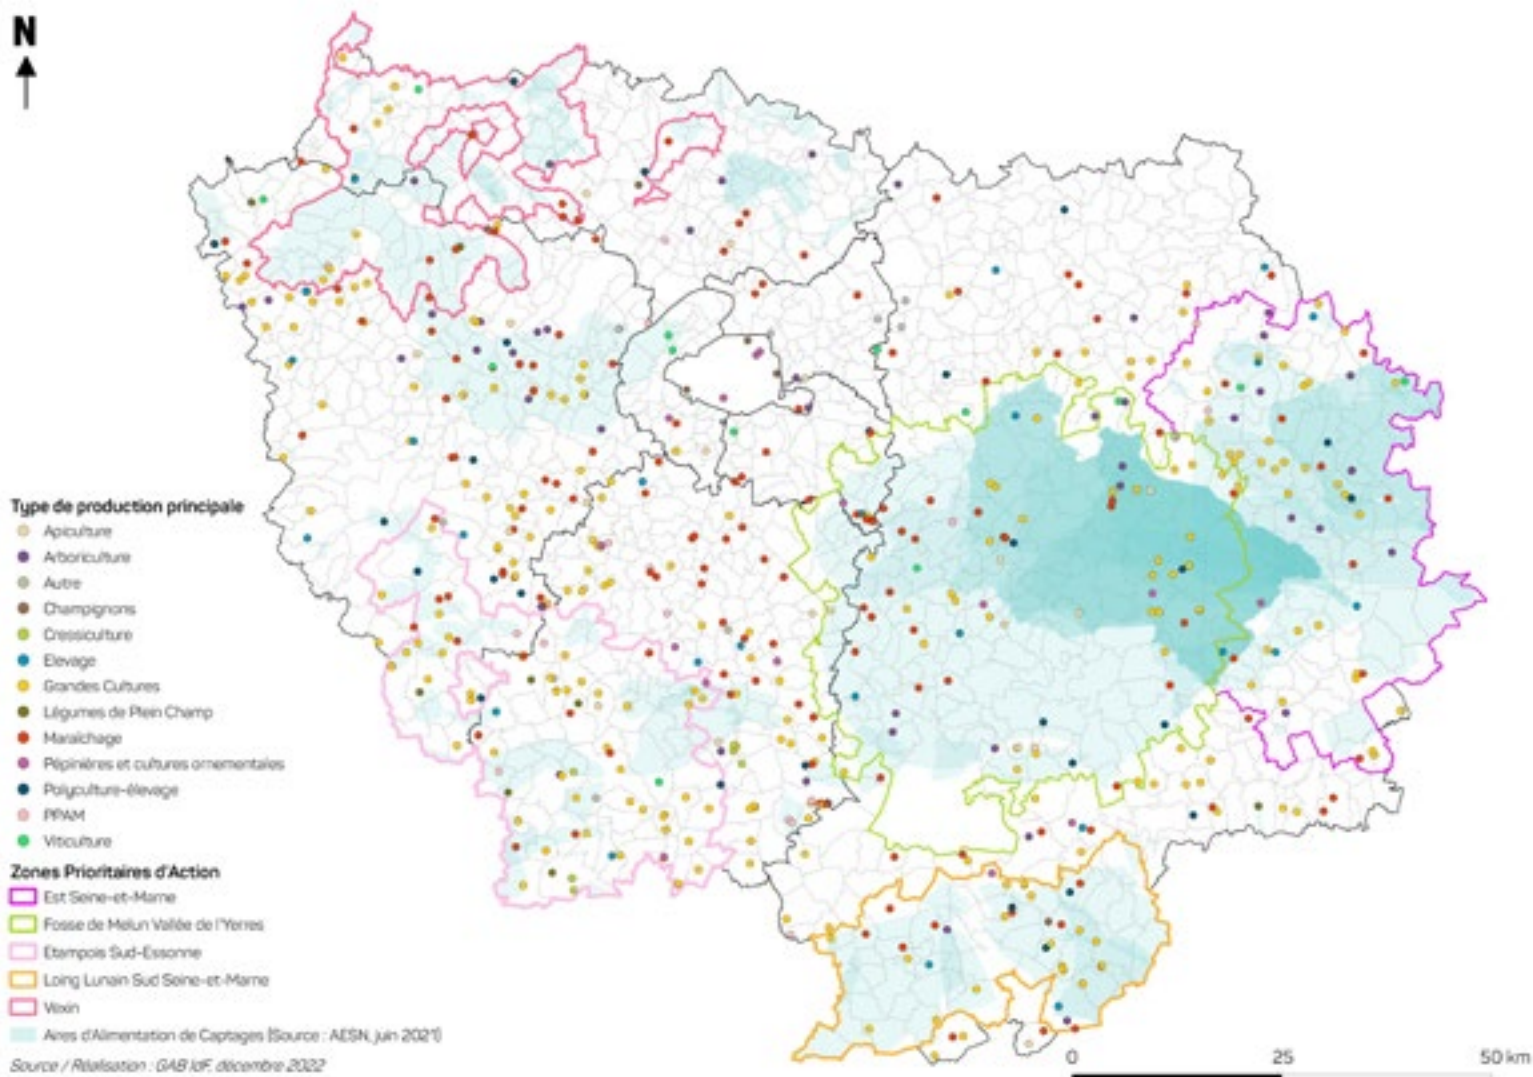 N
Type de production principale
Apiculture
Arboriculture
Autre
Champignons
Cressiculture
Elevage
Grandes Cultures
Légumes de Plein Champ
Maraîchage
Pépinières et cultures ornementales
Polyculture-élevage
PPAM
Viticulture
Zones Prioritaires d'Action
Est Seine-et-Marne
Fosse de Melun Vallée de l'Yerres
Etampois Sud-Essonne
Loing Lunain Sud Seine-et-Marne
Vexin
Aires d'Alimentation de Captages (Source : AESN, juin 2021)
Source / Réalisation : GAB IdF, décembre 2022
0 25 50 km